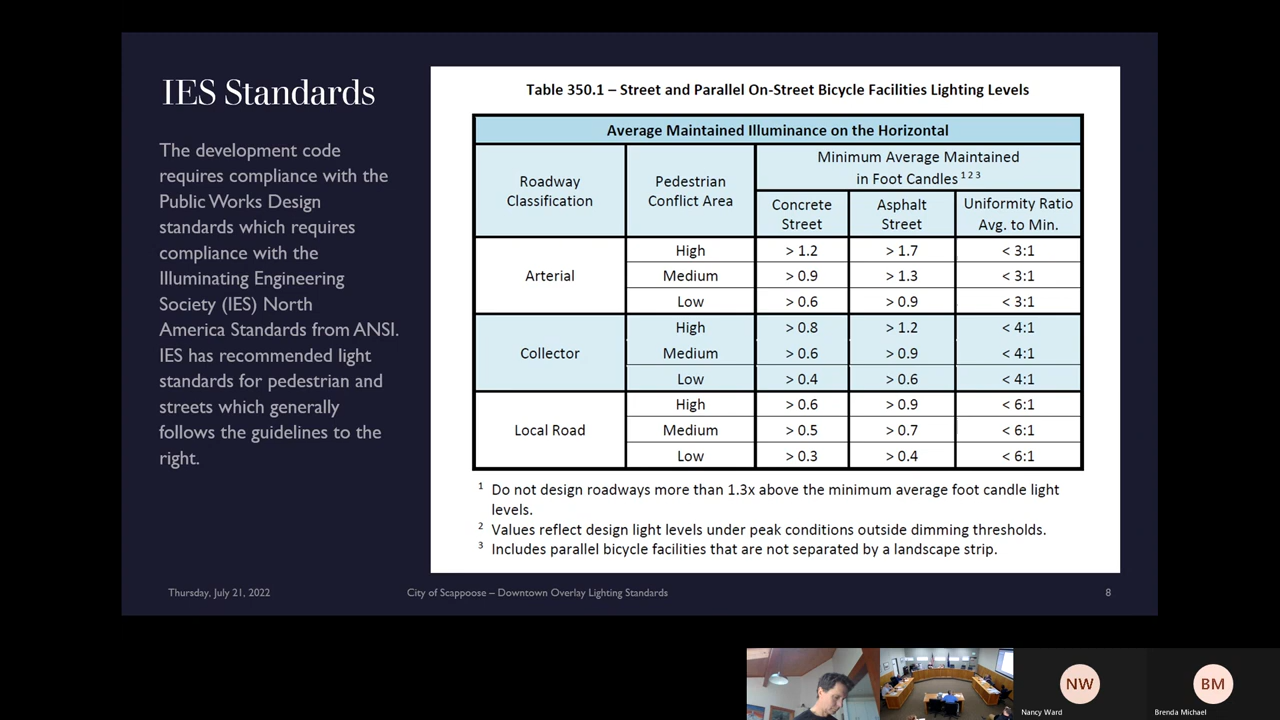 IES Standards
The development code
requires compliance with the
Public Works Design
standards which requires
compliance with the
Illuminating Engineering
Society (IES) North
America Standards from ANSI.
IES has recommended light
standards for pedestrian and
streets which generally
follows the guidelines to the
right.
Table 350.1 – Street and Parallel On-Street Bicycle Facilities Lighting Levels
Average Maintained Illuminance on the Horizontal
Roadway Classification
Pedestrian Conflict Area
Minimum Average Maintained in Foot Candles 1 2 3
Concrete Street
Asphalt Street
Uniformity Ratio Avg. to Min.
Arterial
High > 1.2 > 1.7 < 3:1
Medium > 0.9 > 1.3 < 3:1
Low > 0.6 > 0.9 < 3:1
Collector
High > 0.8 > 1.2 < 4:1
Medium > 0.6 > 0.9 < 4:1
Low > 0.4 > 0.6 < 4:1
Local Road
High > 0.6 > 0.9 < 6:1
Medium > 0.5 > 0.7 < 6:1
Low > 0.3 > 0.4 < 6:1
1 Do not design roadways more than 1.3x above the minimum average foot candle light
levels.
2 Values reflect design light levels under peak conditions outside dimming thresholds.
3 Includes parallel bicycle facilities that are not separated by a landscape strip.
Thursday, July 21, 2022
City of Scappoose – Downtown Overlay Lighting Standards
8
NW
Nancy Ward
BM
Brenda Michael